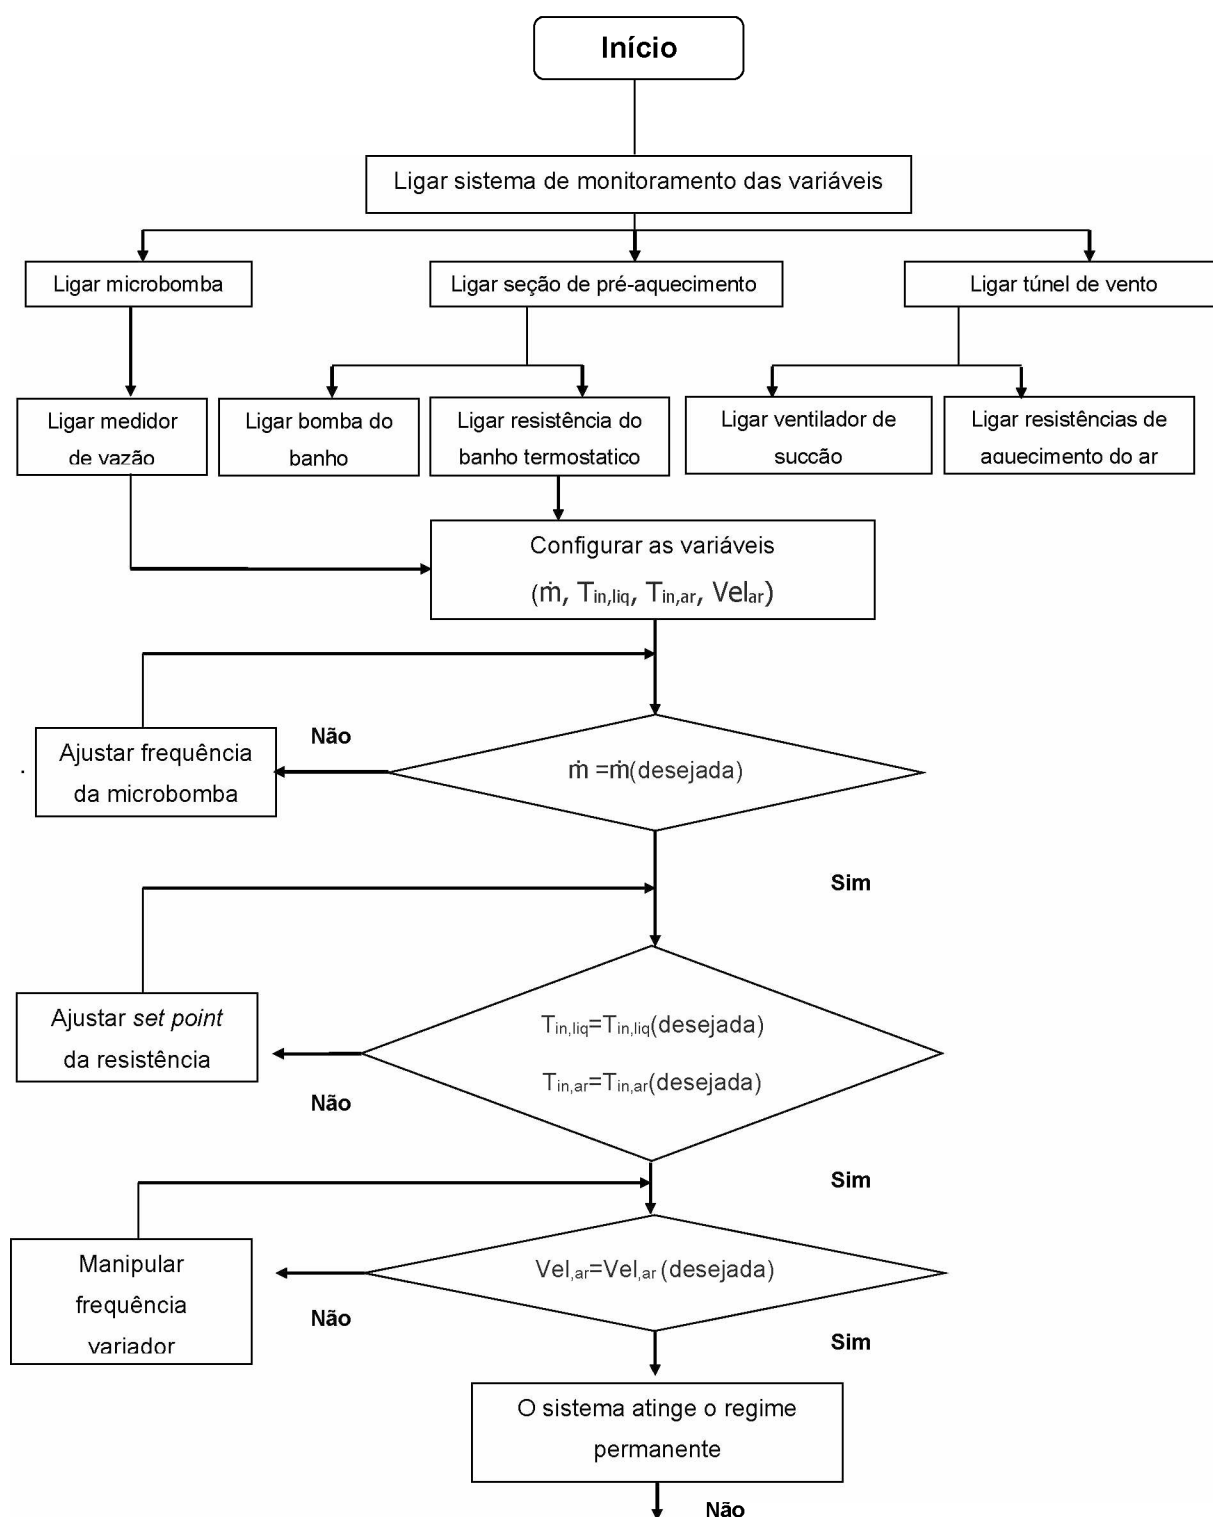 Início
Ligar sistema de monitoramento das variáveis
Ligar microbomba
Ligar seção de pré-aquecimento
Ligar túnel de vento
Ligar medidor
de vazão
Ligar bomba do
banho
Ligar resistência do
banho termostatico
Ligar ventilador de
sucção
Ligar resistências de
aquecimento do ar
Configurar as variáveis
(ṁ, Tin,liq, Tin,ar, Velar)
Não
Ajustar frequência
da microbomba
ṁ =ṁ(desejada)
Sim
Ajustar set point
da resistência
Tin,liq=Tin,liq(desejada)
Tin,ar=Tin,ar(desejada)
Não
Sim
Manipular
frequência
variador
Vel,ar=Vel,ar (desejada)
Não
Sim
O sistema atinge o regime
permanente
Não